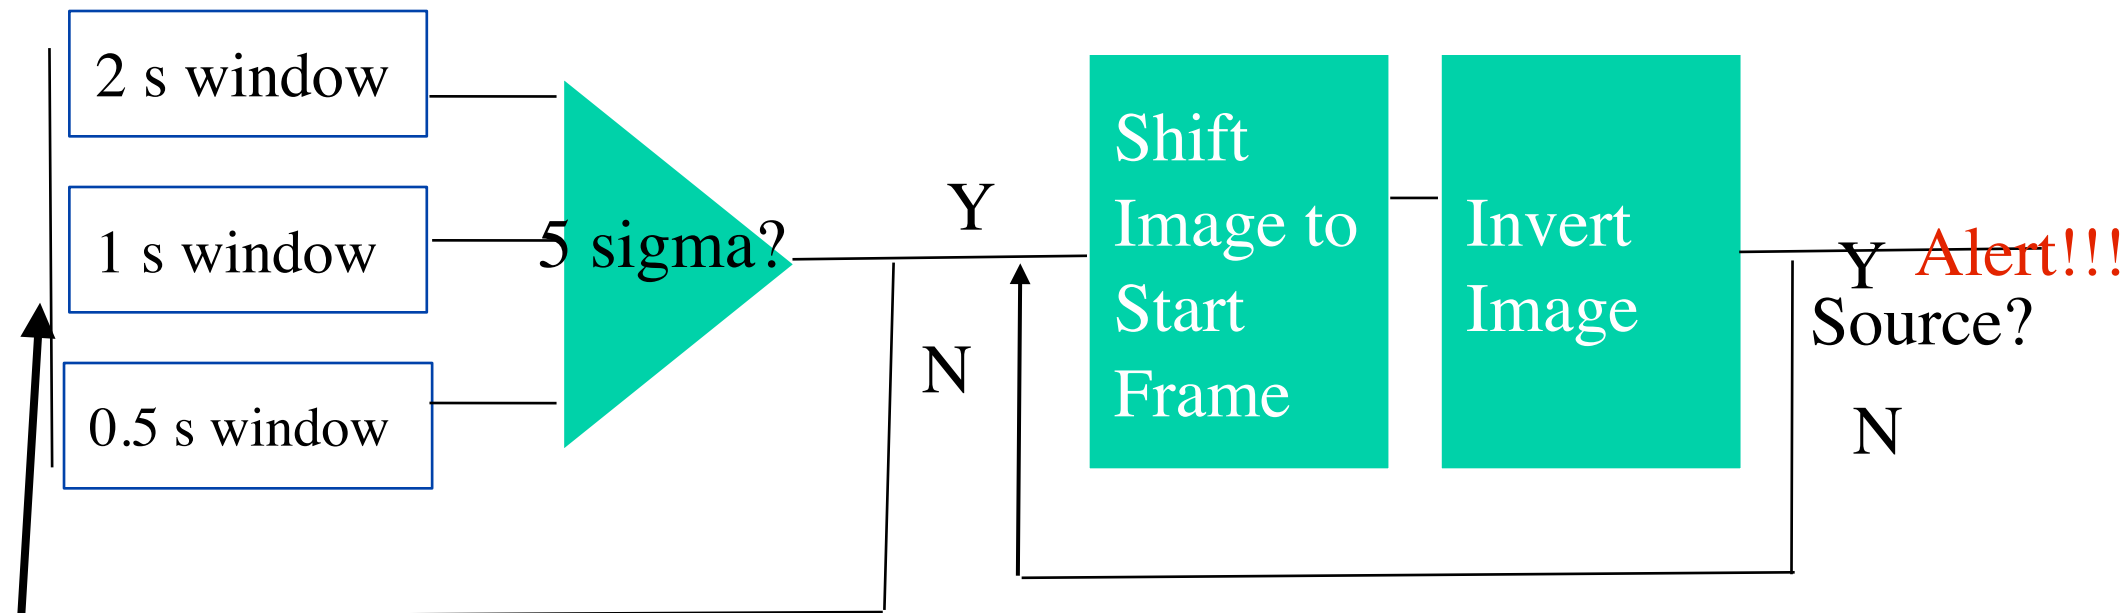 2 s window
1 s window
0.5 s window
5 sigma?
Y
N
Shift
Image to
Start
Frame
Invert
Image
Y Alert!!!
Source?
N